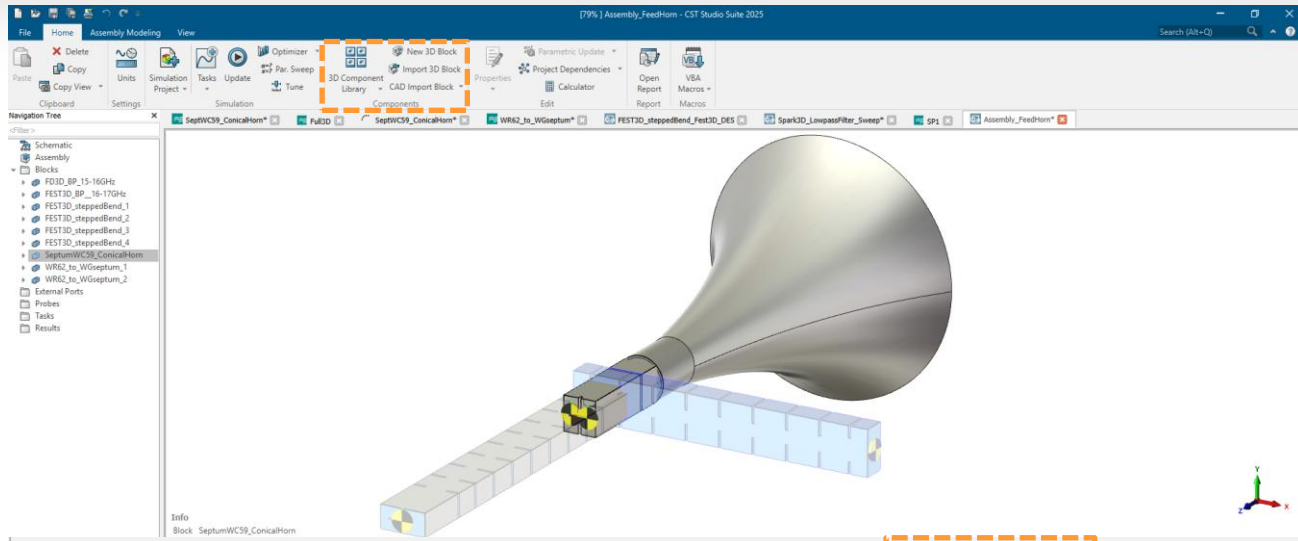 [79% ] Assembly_FeedHorn - CST Studio Suite 2025
File Home Assembly Modeling View Search (Alt+Q)
Paste
Delete
Copy
Copy View
Clipboard
Units
Settings
Simulation Project
Tasks
Update
Optimizer
Par. Sweep
Tune
Simulation
3D Component Library
New 3D Block
Import 3D Block
CAD Import Block
Components
Properties
Parametric Update
Project Dependencies
Calculator
Edit
Open Report
Report
VBA Macros
Macros
Navigation Tree
<Filter>
SeptWC59_ConicalHorn* Full3D SeptWC59_ConicalHorn* WR62_to_WGseptum* FEST3D_steppedBend_Fest3D_DES Spark3D_LowpassFilter_Sweep* SP1 Assembly_FeedHorn*
Schematic
Assembly
Blocks
FD3D_BP_15-16GHz
FEST3D_BP__16-17GHz
FEST3D_steppedBend_1
FEST3D_steppedBend_2
FEST3D_steppedBend_3
FEST3D_steppedBend_4
SeptumWC59_ConicalHorn
WR62_to_WGseptum_1
WR62_to_WGseptum_2
External Ports
Probes
Tasks
Results
Info
Block SeptumWC59_ConicalHorn
Y
Z
X